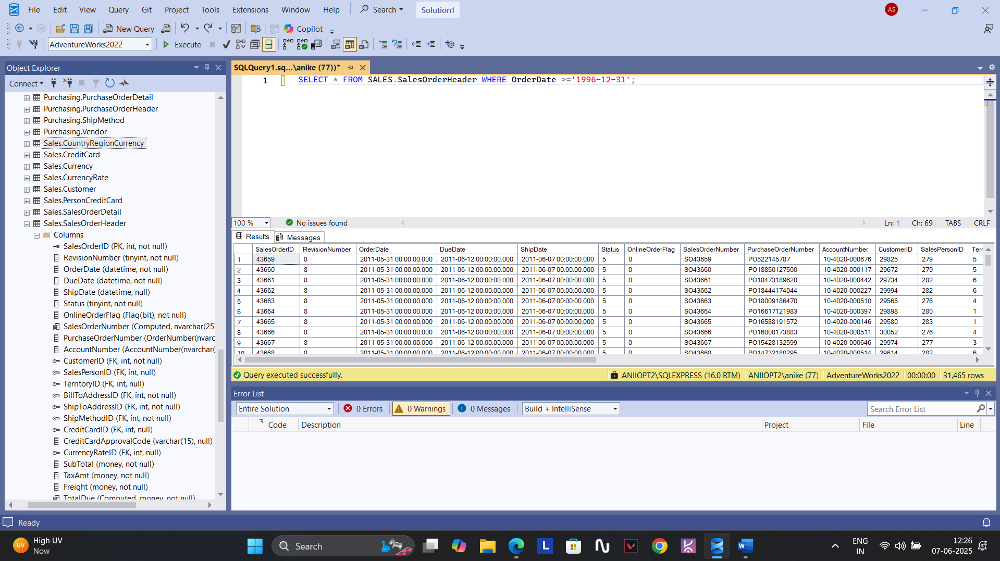 File Edit View Query Git Project Tools Extensions Window Help Search Solution1 AS
New Query Copilot
AdventureWorks2022 Execute
Object Explorer
Connect
Purchasing.PurchaseOrderDetail
Purchasing.PurchaseOrderHeader
Purchasing.ShipMethod
Purchasing.Vendor
Sales.CountryRegionCurrency
Sales.CreditCard
Sales.Currency
Sales.CurrencyRate
Sales.Customer
Sales.PersonCreditCard
Sales.SalesOrderDetail
Sales.SalesOrderHeader
Columns
SalesOrderID (PK, int, not null)
RevisionNumber (tinyint, not null)
OrderDate (datetime, not null)
DueDate (datetime, not null)
ShipDate (datetime, null)
Status (tinyint, not null)
OnlineOrderFlag (Flag(bit), not null)
SalesOrderNumber (Computed, nvarchar(25)
PurchaseOrderNumber (OrderNumber(nvarc
AccountNumber (AccountNumber(nvarchar(
CustomerID (FK, int, not null)
SalesPersonID (FK, int, null)
TerritoryID (FK, int, null)
BillToAddressID (FK, int, not null)
ShipToAddressID (FK, int, not null)
ShipMethodID (FK, int, not null)
CreditCardID (FK, int, null)
CreditCardApprovalCode (varchar(15), null)
CurrencyRateID (FK, int, null)
SubTotal (money, not null)
TaxAmt (money, not null)
Freight (money, not null)
TotalDue (Computed, money, not null)
SQLQuery1.sq...\anike (77))*
1 SELECT * FROM SALES.SalesOrderHeader WHERE OrderDate >='1996-12-31';
100 % No issues found Ln: 1 Ch: 69 TABS CRLF
Results Messages
SalesOrderID RevisionNumber OrderDate DueDate ShipDate Status OnlineOrderFlag SalesOrderNumber PurchaseOrderNumber AccountNumber CustomerID SalesPersonID Terr
1 43659 8 2011-05-31 00:00:00.000 2011-06-12 00:00:00.000 2011-06-07 00:00:00.000 5 0 SO43659 PO522145787 10-4020-000676 29825 279 5
2 43660 8 2011-05-31 00:00:00.000 2011-06-12 00:00:00.000 2011-06-07 00:00:00.000 5 0 SO43660 PO18850127500 10-4020-000117 29672 279 5
3 43661 8 2011-05-31 00:00:00.000 2011-06-12 00:00:00.000 2011-06-07 00:00:00.000 5 0 SO43661 PO18473189620 10-4020-000442 29734 282 6
4 43662 8 2011-05-31 00:00:00.000 2011-06-12 00:00:00.000 2011-06-07 00:00:00.000 5 0 SO43662 PO18444174044 10-4020-000227 29994 282 6
5 43663 8 2011-05-31 00:00:00.000 2011-06-12 00:00:00.000 2011-06-07 00:00:00.000 5 0 SO43663 PO18009186470 10-4020-000510 29565 276 4
6 43664 8 2011-05-31 00:00:00.000 2011-06-12 00:00:00.000 2011-06-07 00:00:00.000 5 0 SO43664 PO16617121983 10-4020-000397 29898 280 1
7 43665 8 2011-05-31 00:00:00.000 2011-06-12 00:00:00.000 2011-06-07 00:00:00.000 5 0 SO43665 PO16588191572 10-4020-000146 29580 283 1
8 43666 8 2011-05-31 00:00:00.000 2011-06-12 00:00:00.000 2011-06-07 00:00:00.000 5 0 SO43666 PO16008173883 10-4020-000511 30052 276 4
9 43667 8 2011-05-31 00:00:00.000 2011-06-12 00:00:00.000 2011-06-07 00:00:00.000 5 0 SO43667 PO15428132599 10-4020-000646 29974 277 3
10 43668 8 2011-05-31 00:00:00.000 2011-06-12 00:00:00.000 2011-06-07 00:00:00.000 5 0 SO43668 PO14732180295 10-4020-000514 29614 282 6
Query executed successfully. ANIIOPT2\SQLEXPRESS (16.0 RTM) ANIIOPT2\anike (77) AdventureWorks2022 00:00:00 31,465 rows
Error List
Entire Solution 0 Errors 0 Warnings 0 Messages Build + IntelliSense Search Error List
Code Description Project File Line
Ready
UV High UV
Now
Search
ENG
IN
12:26
07-06-2025